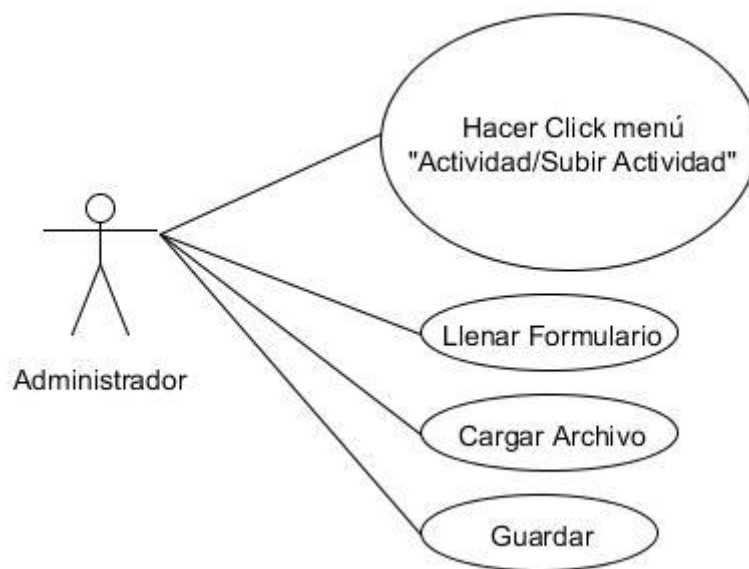 Hacer Click menú
"Actividad/Subir Actividad"
Llenar Formulario
Administrador
Cargar Archivo
Guardar